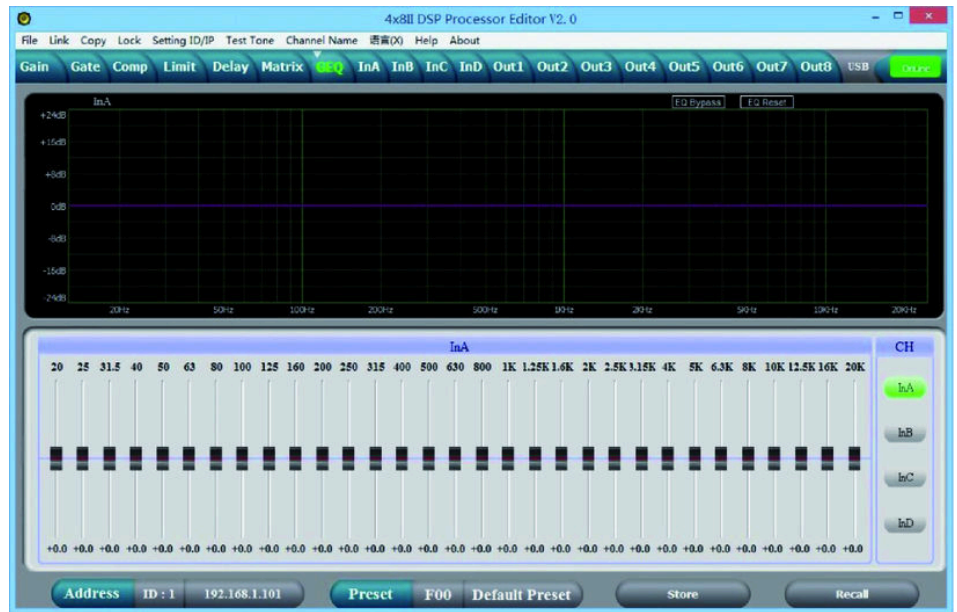 4x8II DSP Processor Editor V2. 0
File Link Copy Lock Setting ID/IP Test Tone Channel Name 语言(X) Help About
Gain Gate Comp Limit Delay Matrix GEQ InA InB InC InD Out1 Out2 Out3 Out4 Out5 Out6 Out7 Out8 USB OnLine
InA EQ Bypass EQ Reset
+24dB
+16dB
+8dB
0dB
-8dB
-16dB
-24dB
20Hz 50Hz 100Hz 200Hz 500Hz 1KHz 2KHz 5KHz 10KHz 20KHz
InA CH
20 25 31.5 40 50 63 80 100 125 160 200 250 315 400 500 630 800 1K 1.25K 1.6K 2K 2.5K 3.15K 4K 5K 6.3K 8K 10K 12.5K 16K 20K
InA
InB
InC
InD
+0.0 +0.0 +0.0 +0.0 +0.0 +0.0 +0.0 +0.0 +0.0 +0.0 +0.0 +0.0 +0.0 +0.0 +0.0 +0.0 +0.0 +0.0 +0.0 +0.0 +0.0 +0.0 +0.0 +0.0 +0.0 +0.0 +0.0 +0.0 +0.0 +0.0 +0.0
Address ID : 1 192.168.1.101 Preset F00 Default Preset Store Recall